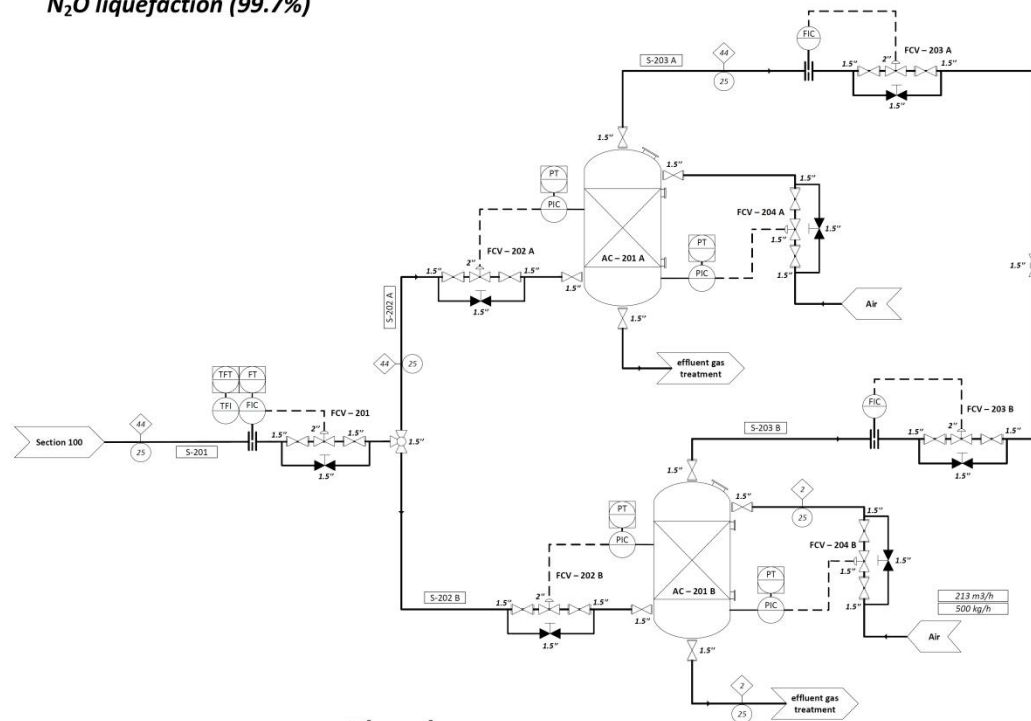 N₂O liquefaction (99.7%)
FIC
FCV – 203 A
S-203 A
44
25
1.5’’
2’’
1.5’’
1.5’’
1.5’’
PT
PIC
1.5’’
1.5’’
FCV – 204 A
1.5’’
1.5’’
PT
PIC
AC – 201 A
1.5’’
FCV – 202 A
1.5’’
2’’
1.5’’
1.5’’
1.5’’
S-202 A
Air
1.5’’
effluent gas
treatment
44
25
TFT
FT
TFI
FIC
FCV – 201
44
25
Section 100
S-201
2’’
1.5’’
1.5’’
1.5’’
1.5’’
FIC
FCV – 203 B
S-203 B
1.5’’
2’’
1.5’’
1.5’’
1.5’’
PT
PIC
1.5’’
2
25
1.5’’
FCV – 204 B
1.5’’
1.5’’
PT
PIC
AC – 201 B
FCV – 202 B
S-202 B
1.5’’
2’’
1.5’’
1.5’’
1.5’’
1.5’’
213 m3/h
500 kg/h
Air
1.5’’
2
25
effluent gas
treatment